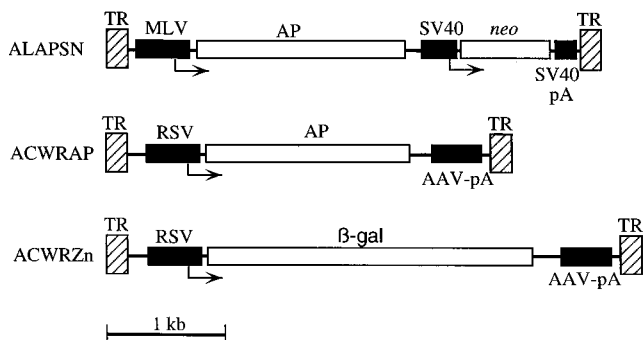 TR MLV AP SV40 neo TR
ALAPSN
SV40
pA
TR RSV AP TR
ACWRAP
AAV-pA
TR RSV ß-gal TR
ACWRZn
AAV-pA
1 kb